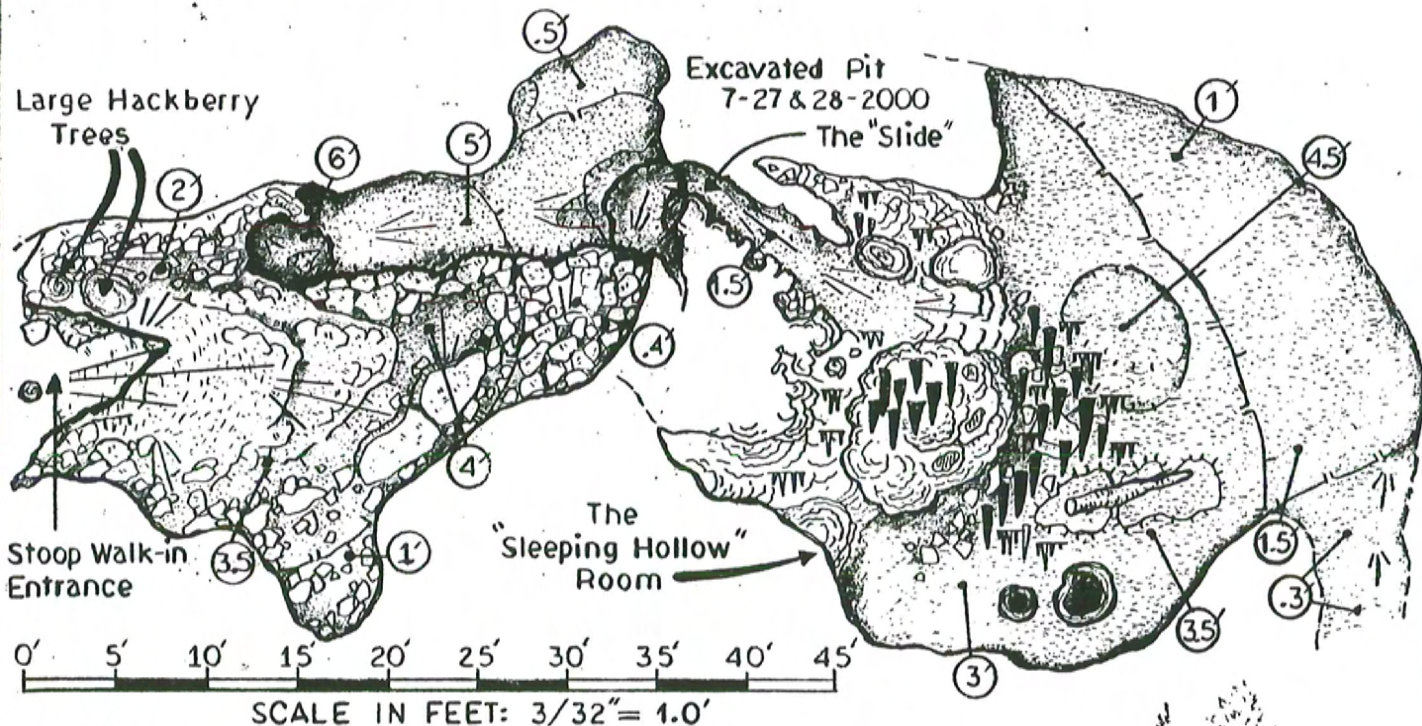 .5'
Excavated Pit
7-27 & 28-2000
The "Slide"
1'
4.5'
Large Hackberry
Trees
6'
5'
2'
1.5'
.4'
4'
Stoop Walk-in
Entrance
3.5
1'
The
"Sleeping Hollow"
Room
1.5
.3'
3.5'
3'
0' 5' 10' 15' 20' 25' 30' 35' 40' 45'
SCALE IN FEET: 3/32"= 1.0'